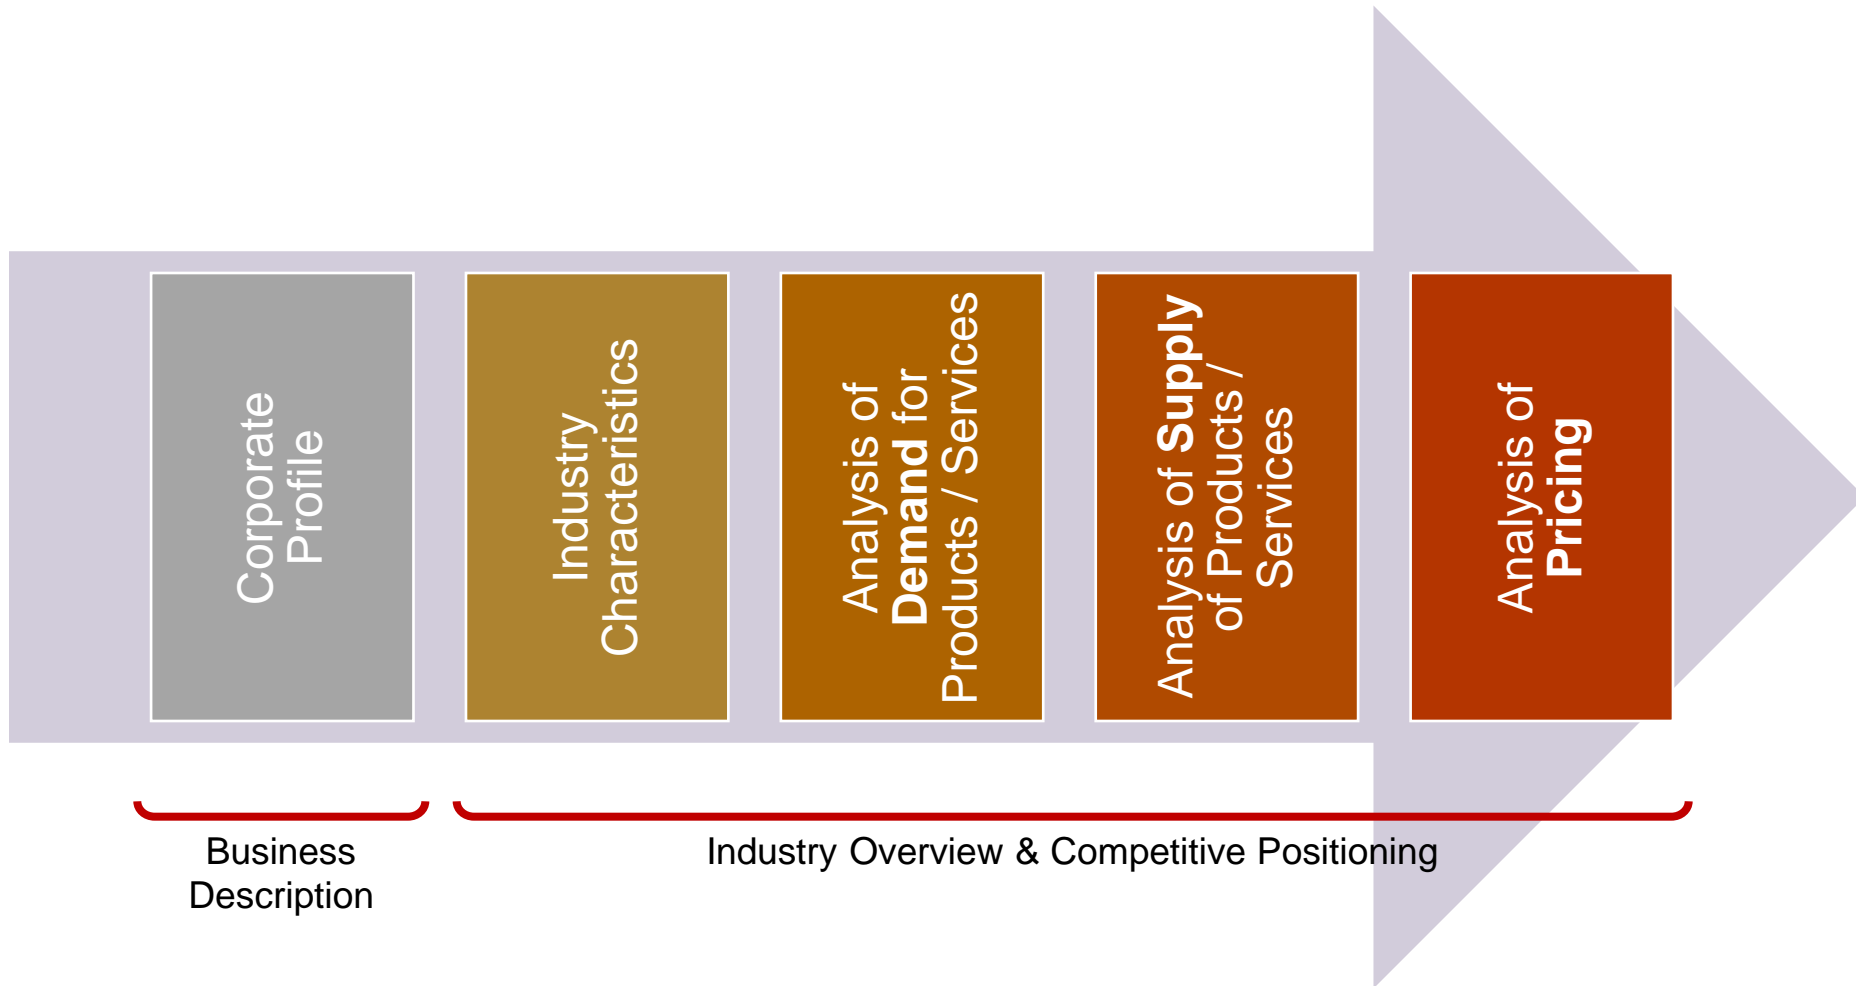 Corporate
Profile
Industry
Characteristics
Analysis of
Demand for
Products / Services
Analysis of Supply
of Products /
Services
Analysis of
Pricing
Business
Description
Industry Overview & Competitive Positioning